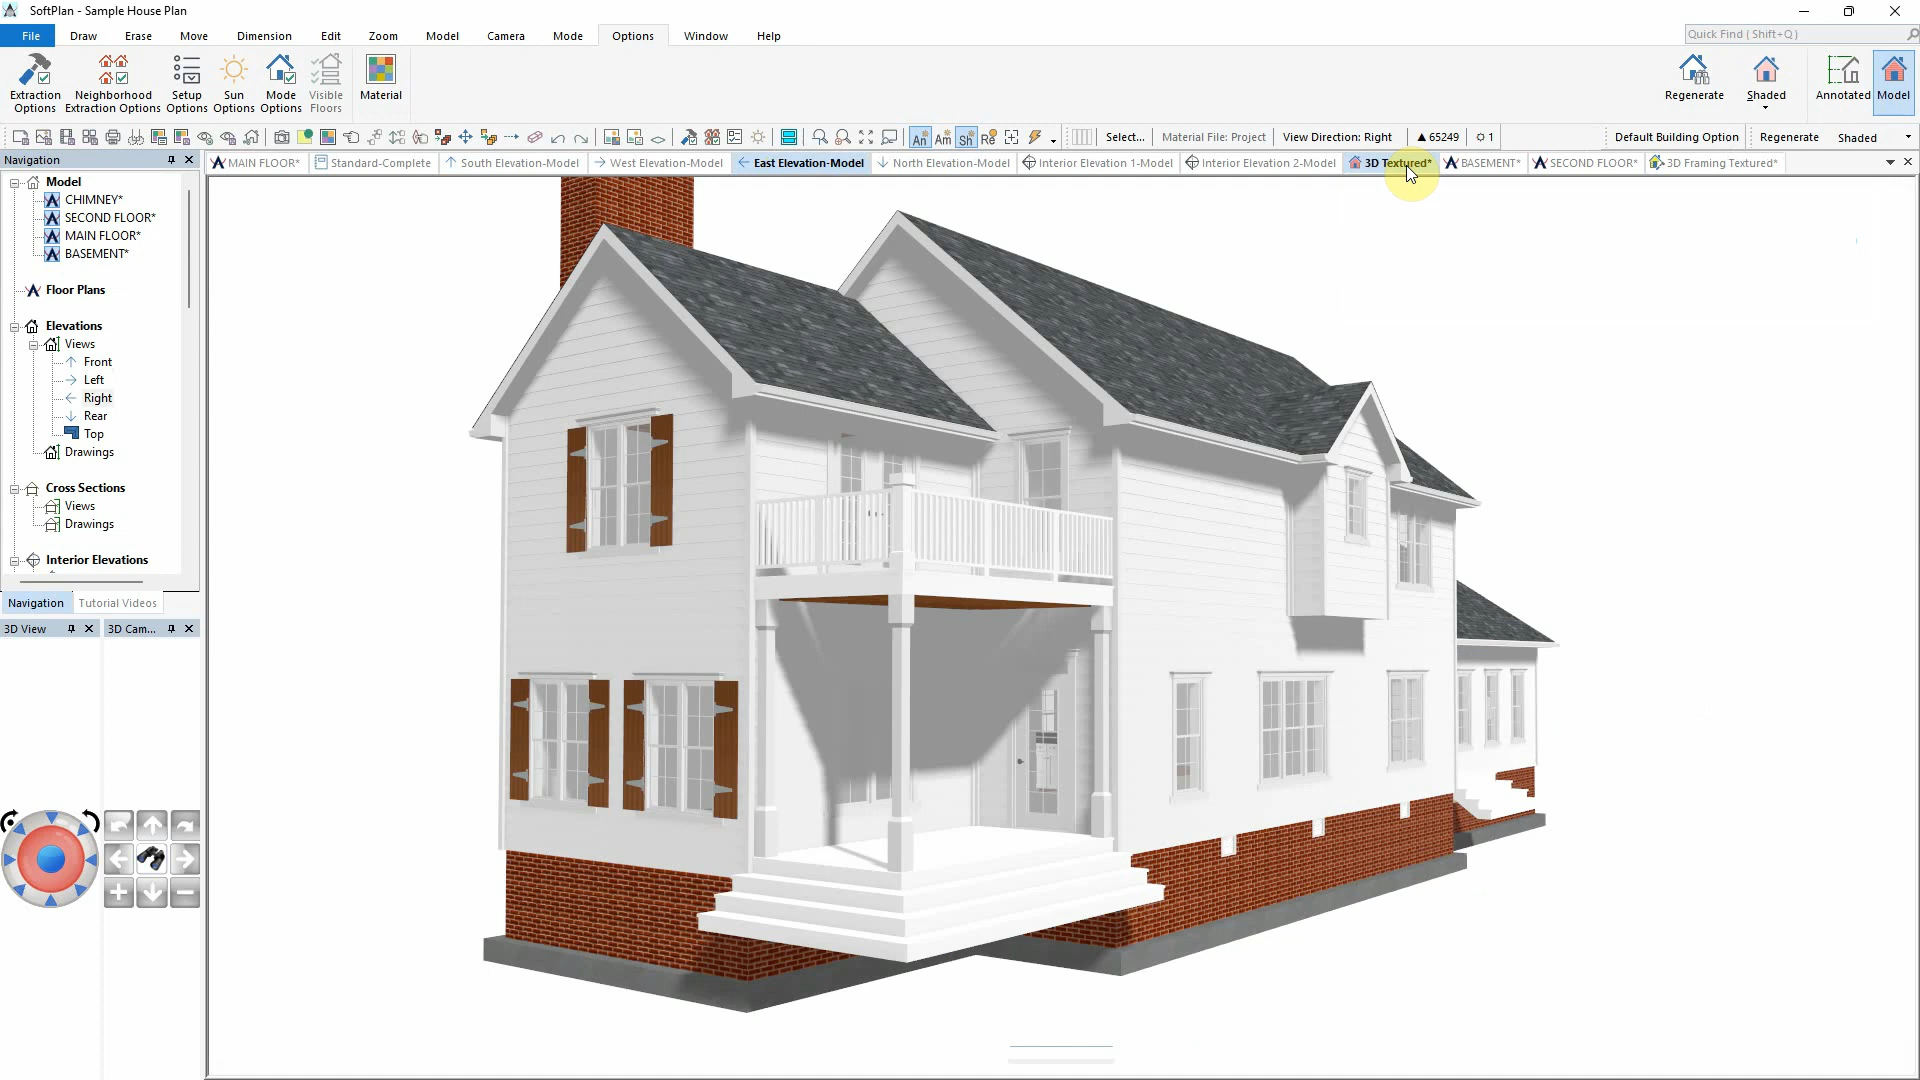 SoftPlan - Sample House Plan
File Draw Erase Move Dimension Edit Zoom Model Camera Mode Options Window Help
Quick Find ( Shift+Q )
Extraction Options
Neighborhood Extraction Options
Setup Options
Sun Options
Mode Options
Visible Floors
Material
Regenerate
Shaded
Annotated
Model
An Am Sh Re
Select...
Material File: Project
View Direction: Right
65249
1
Default Building Option
Regenerate
Shaded
Navigation
MAIN FLOOR*
Standard-Complete
South Elevation-Model
West Elevation-Model
East Elevation-Model
North Elevation-Model
Interior Elevation 1-Model
Interior Elevation 2-Model
3D Textured*
BASEMENT*
SECOND FLOOR*
3D Framing Textured*
Model
CHIMNEY*
SECOND FLOOR*
MAIN FLOOR*
BASEMENT*
Floor Plans
Elevations
Views
Front
Left
Right
Rear
Top
Drawings
Cross Sections
Views
Drawings
Interior Elevations
Navigation
Tutorial Videos
3D View
3D Cam...